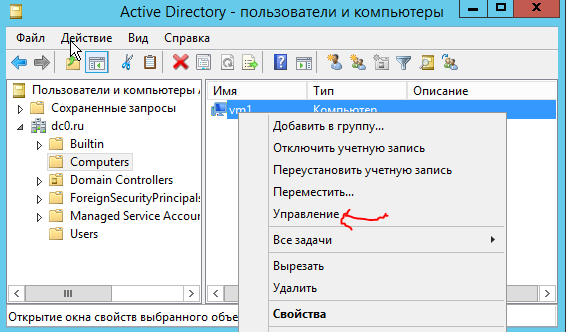 Active Directory - пользователи и компьютеры
Файл Действие Вид Справка
Пользователи и компьютеры
Сохраненные запросы
dc0.ru
Builtin
Computers
Domain Controllers
ForeignSecurityPrincipals
Managed Service Accou
Users
Имя Тип Описание
vm1 Компьютер
Добавить в группу...
Отключить учетную запись
Переустановить учетную запись
Переместить...
Управление
Все задачи
Вырезать
Удалить
Свойства
Открытие окна свойств выбранного объе